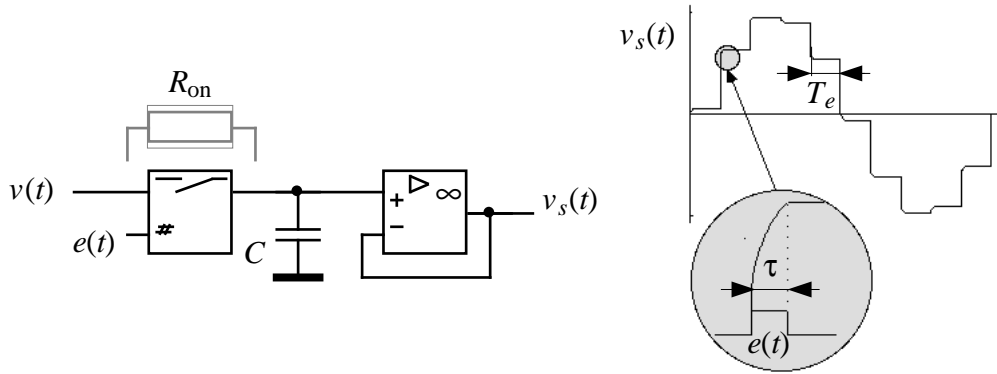 R_on
v(t)
e(t)
#
C
+
−
▷ ∞
v_s(t)
v_s(t)
T_e
τ
e(t)